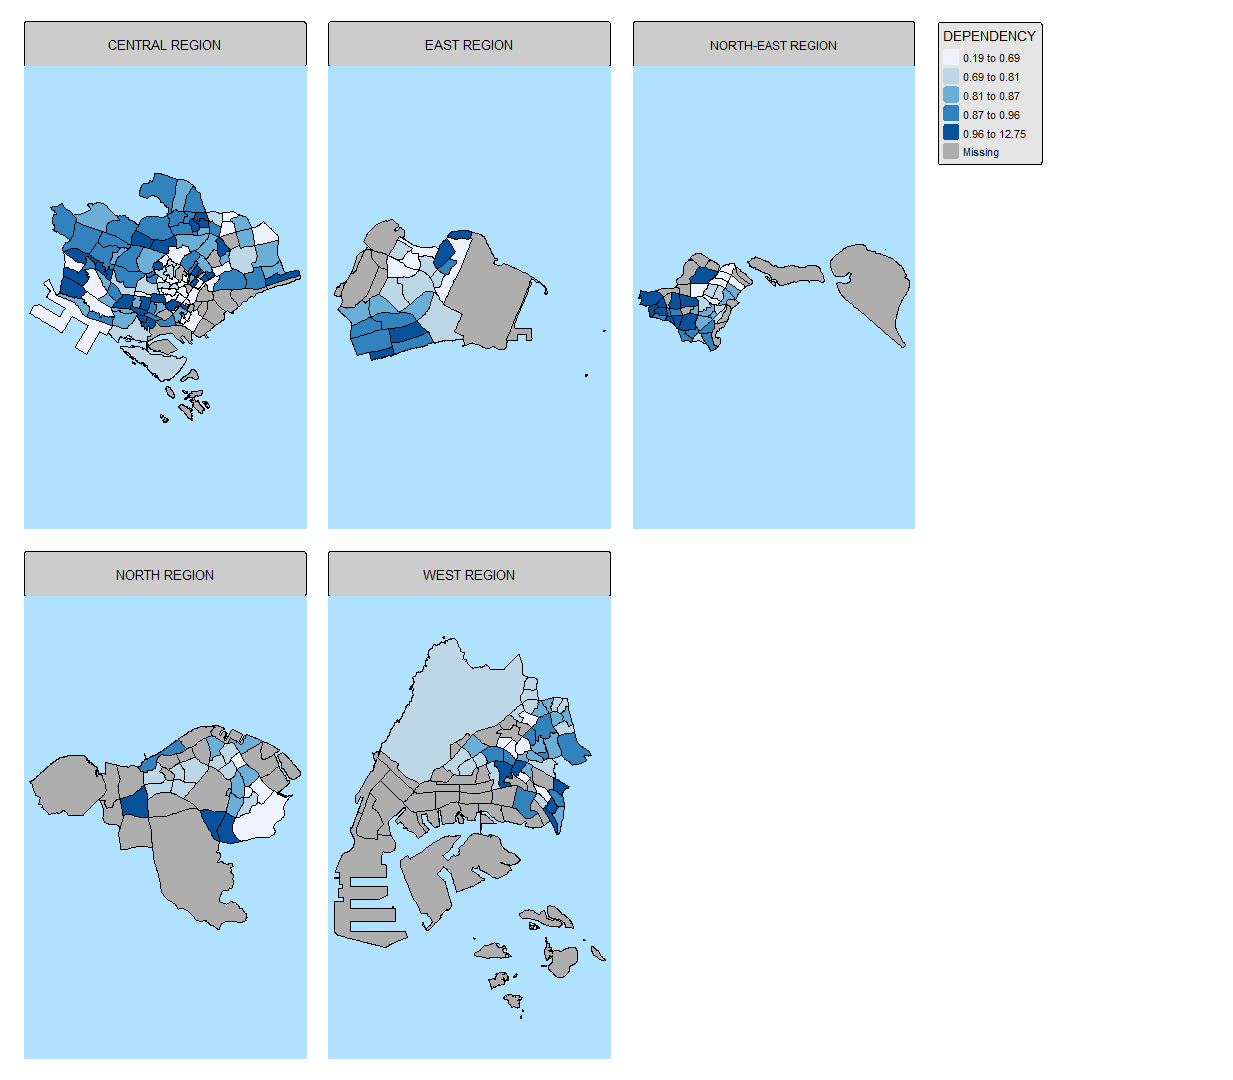 CENTRAL REGION
EAST REGION
NORTH-EAST REGION
DEPENDENCY
0.19 to 0.69
0.69 to 0.81
0.81 to 0.87
0.87 to 0.96
0.96 to 12.75
Missing
NORTH REGION
WEST REGION